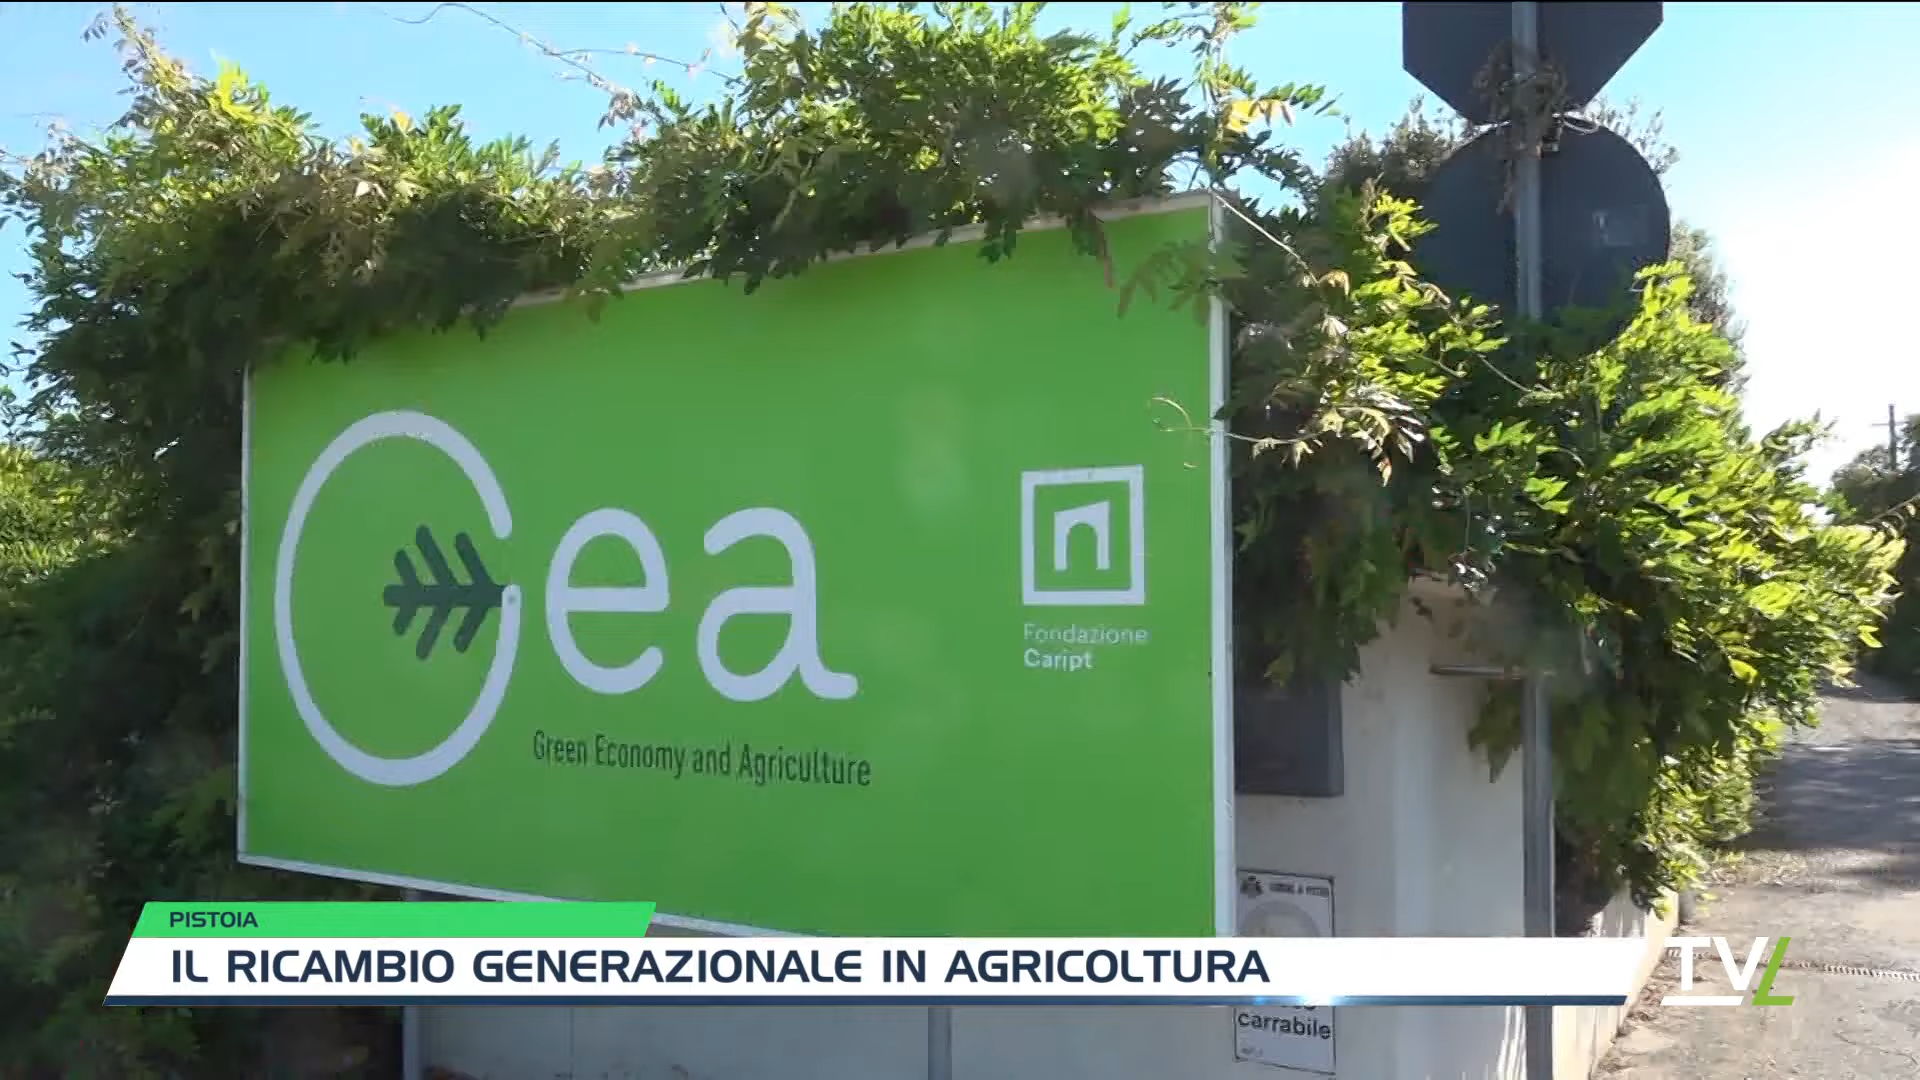 Gea
Green Economy and Agriculture
Fondazione
Caript
carrabile
PISTOIA
IL RICAMBIO GENERAZIONALE IN AGRICOLTURA
TVL